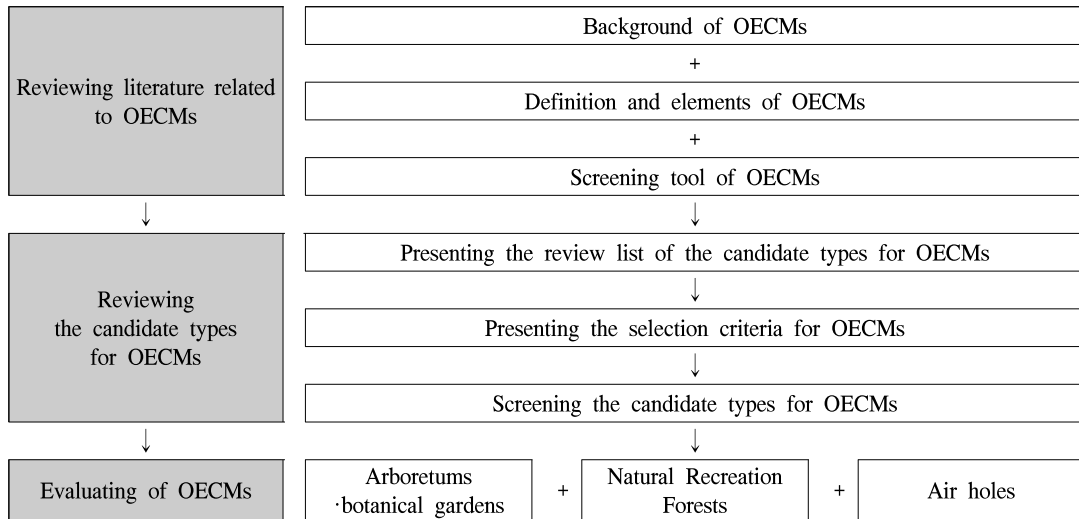 Reviewing literature related
to OECMs
Background of OECMs
+
Definition and elements of OECMs
+
Screening tool of OECMs
↓
↓
Reviewing
the candidate types
for OECMs
Presenting the review list of the candidate types for OECMs
↓
Presenting the selection criteria for OECMs
↓
Screening the candidate types for OECMs
↓
↓
Evaluating of OECMs
Arboretums
·botanical gardens
+
Natural Recreation
Forests
+
Air holes